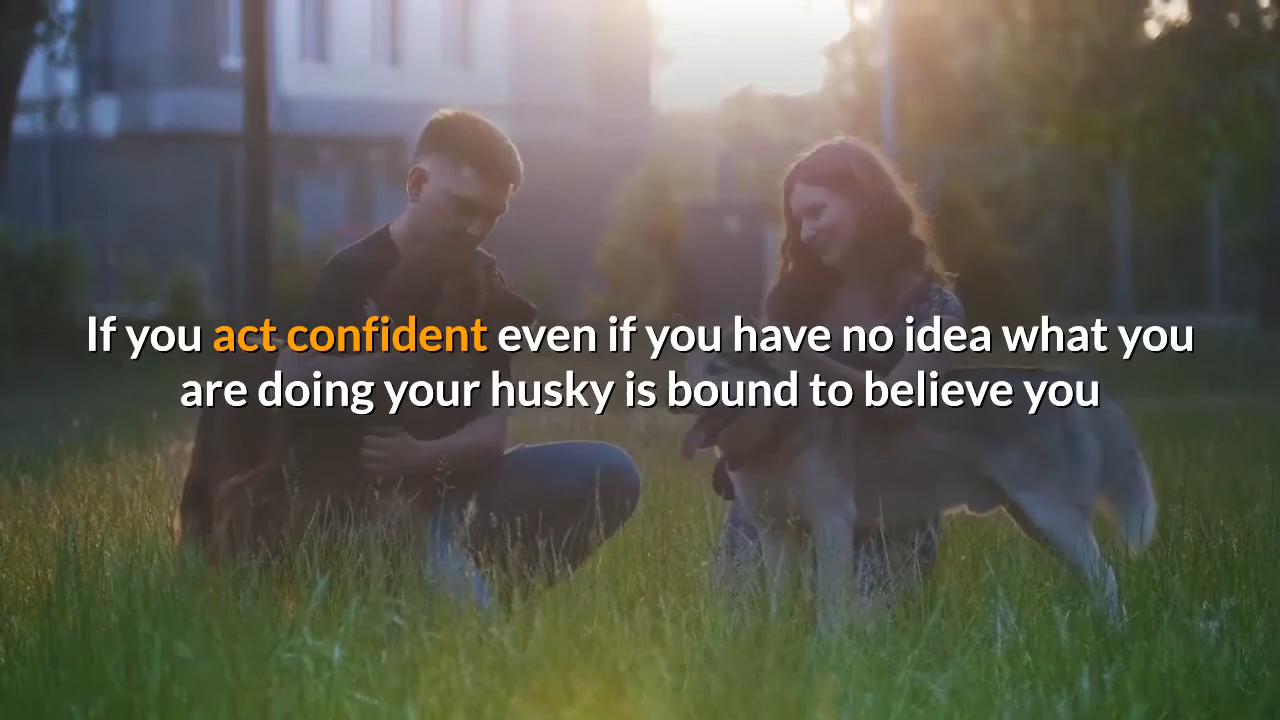 If you act confident even if you have no idea what you
are doing your husky is bound to believe you